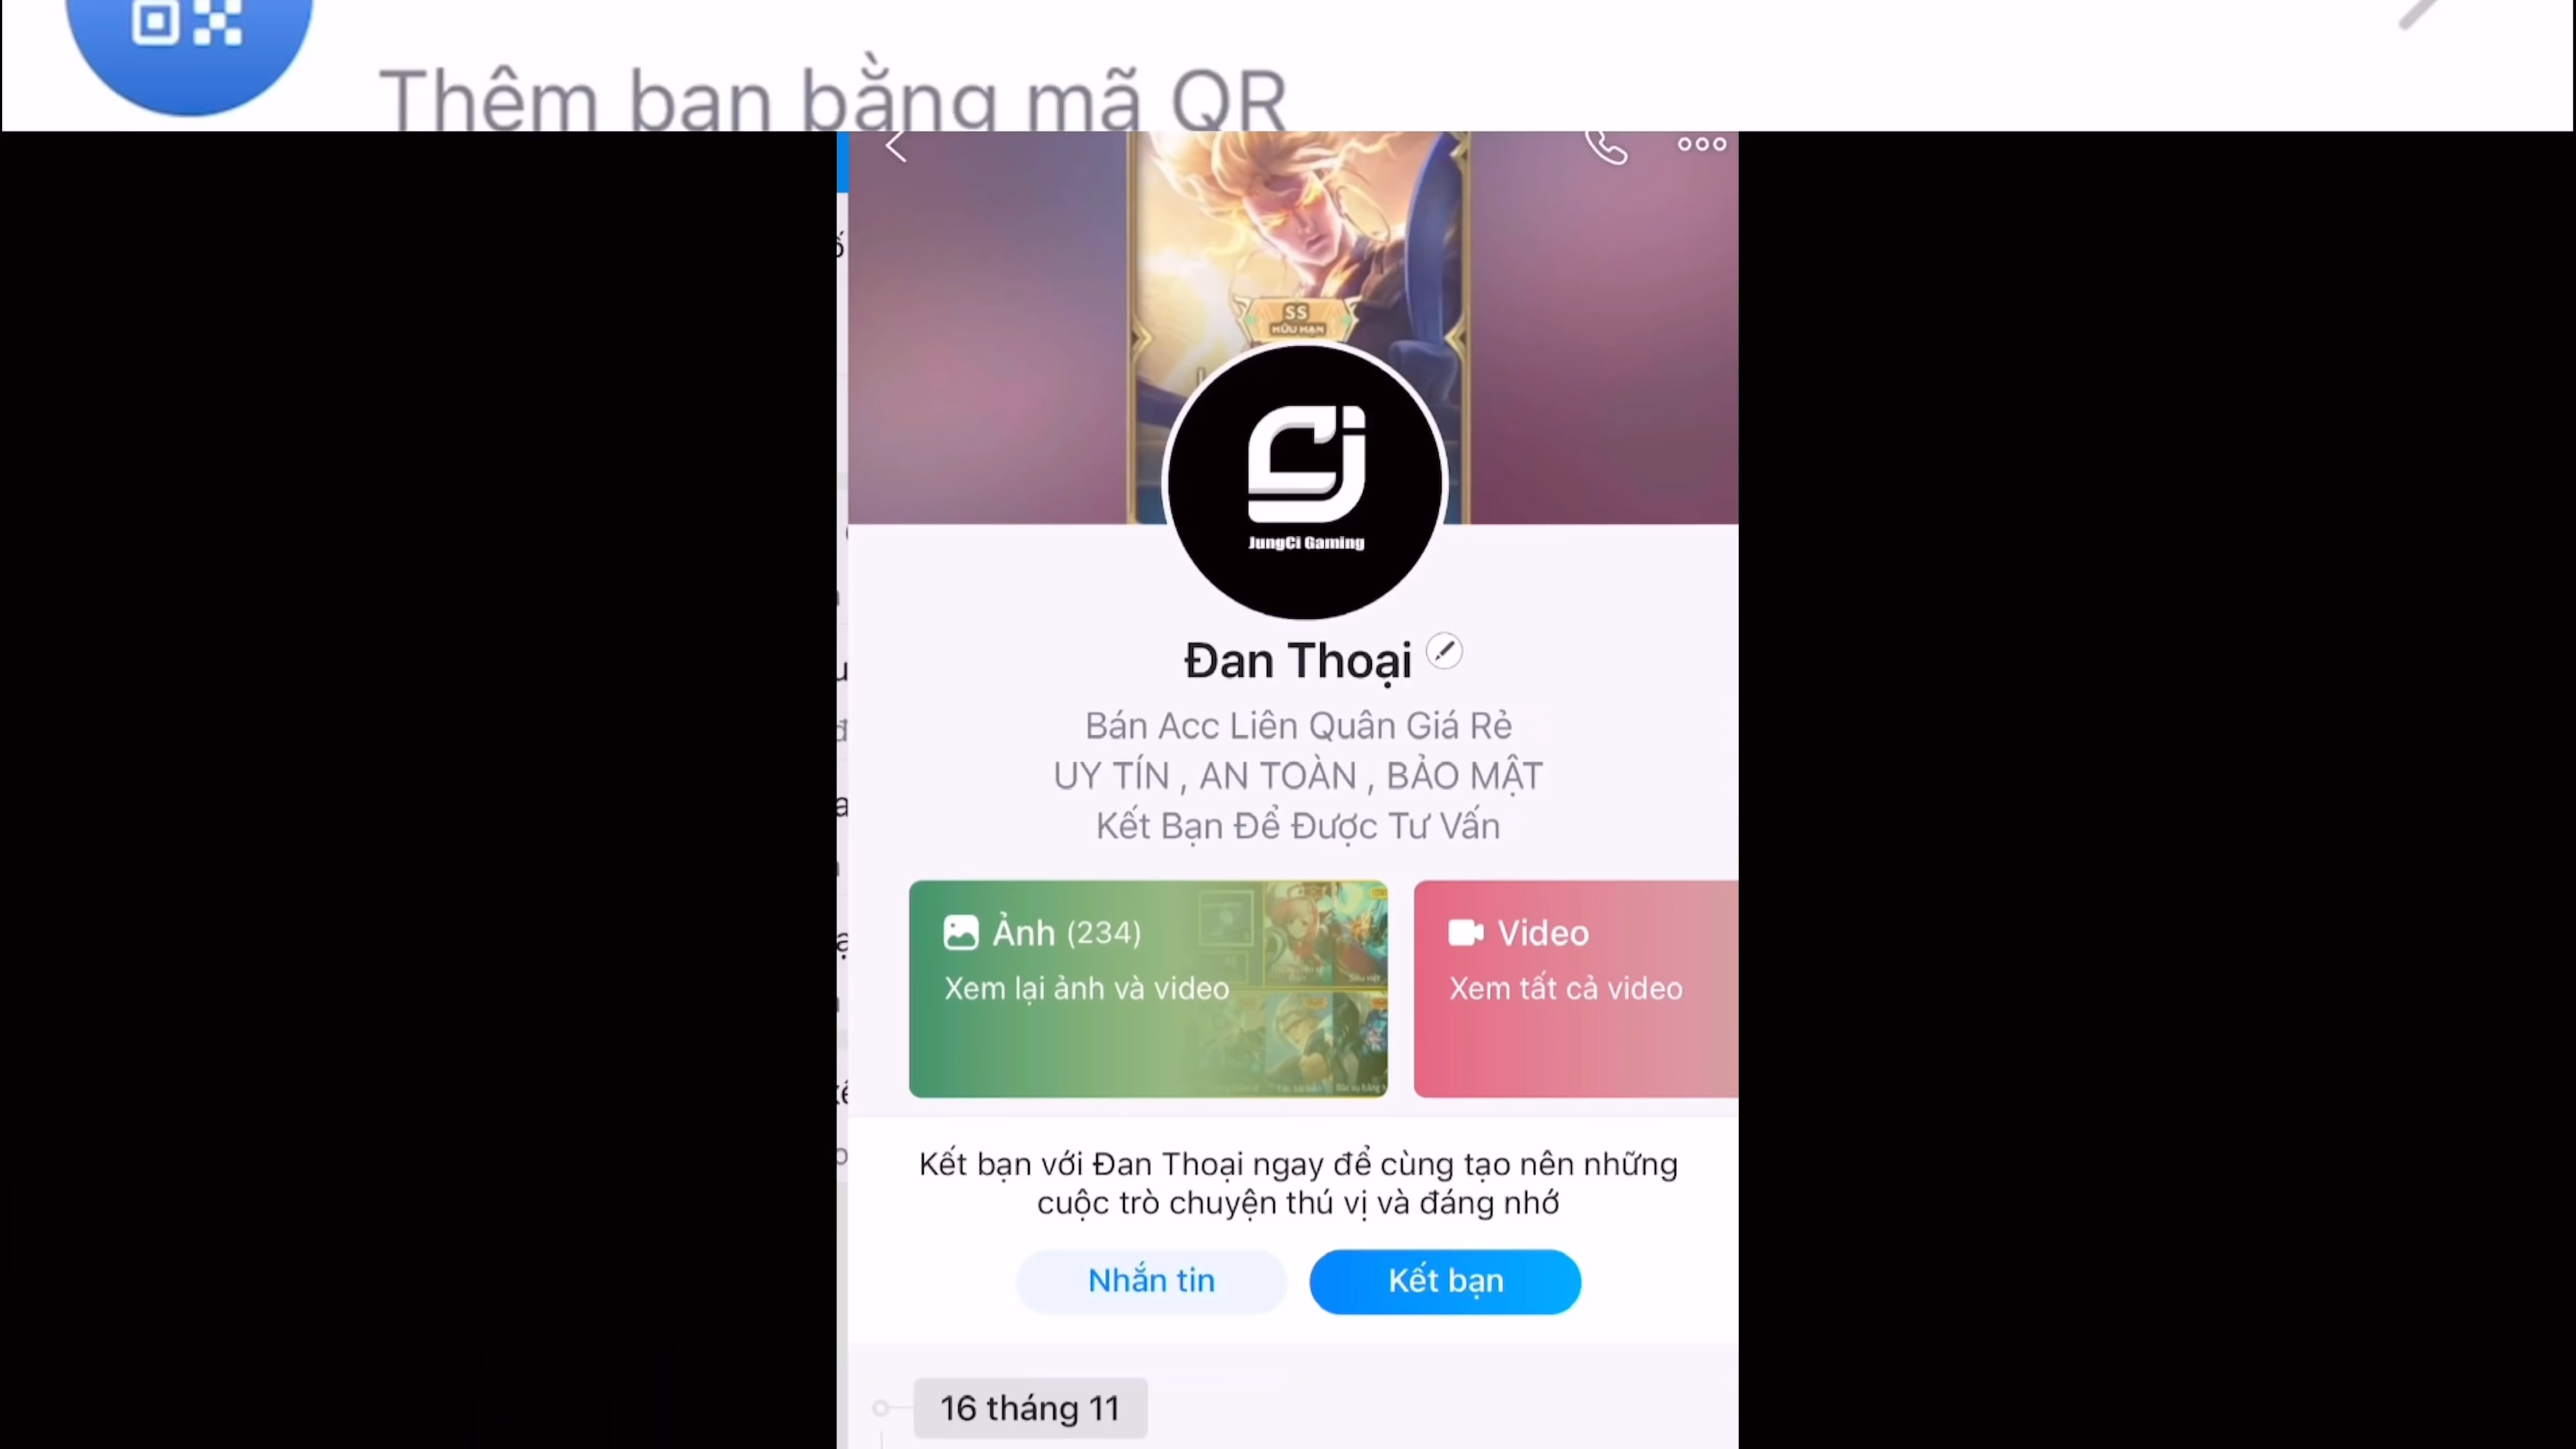 Thêm bạn bằng mã QR
SS
HỮU HẠN
JungCi Gaming
Đan Thoại
Bán Acc Liên Quân Giá Rẻ
UY TÍN , AN TOÀN , BẢO MẬT
Kết Bạn Để Được Tư Vấn
Ảnh (234)
Xem lại ảnh và video
Video
Xem tất cả video
Kết bạn với Đan Thoại ngay để cùng tạo nên những
cuộc trò chuyện thú vị và đáng nhớ
Nhắn tin
Kết bạn
16 tháng 11